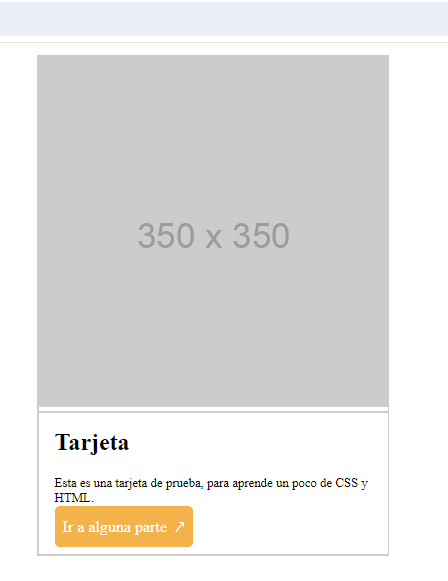 350 x 350
Tarjeta
Esta es una tarjeta de prueba, para aprende un poco de CSS y
HTML.
Ir a alguna parte ↗